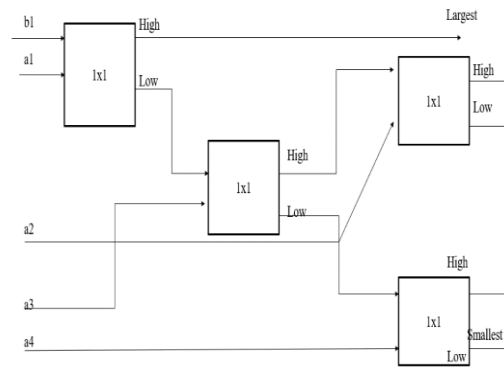 b1
High
Largest
a1
1x1
Low
High
1x1
Low
High
1x1
Low
a2
High
a3
1x1
Smallest
a4
Low